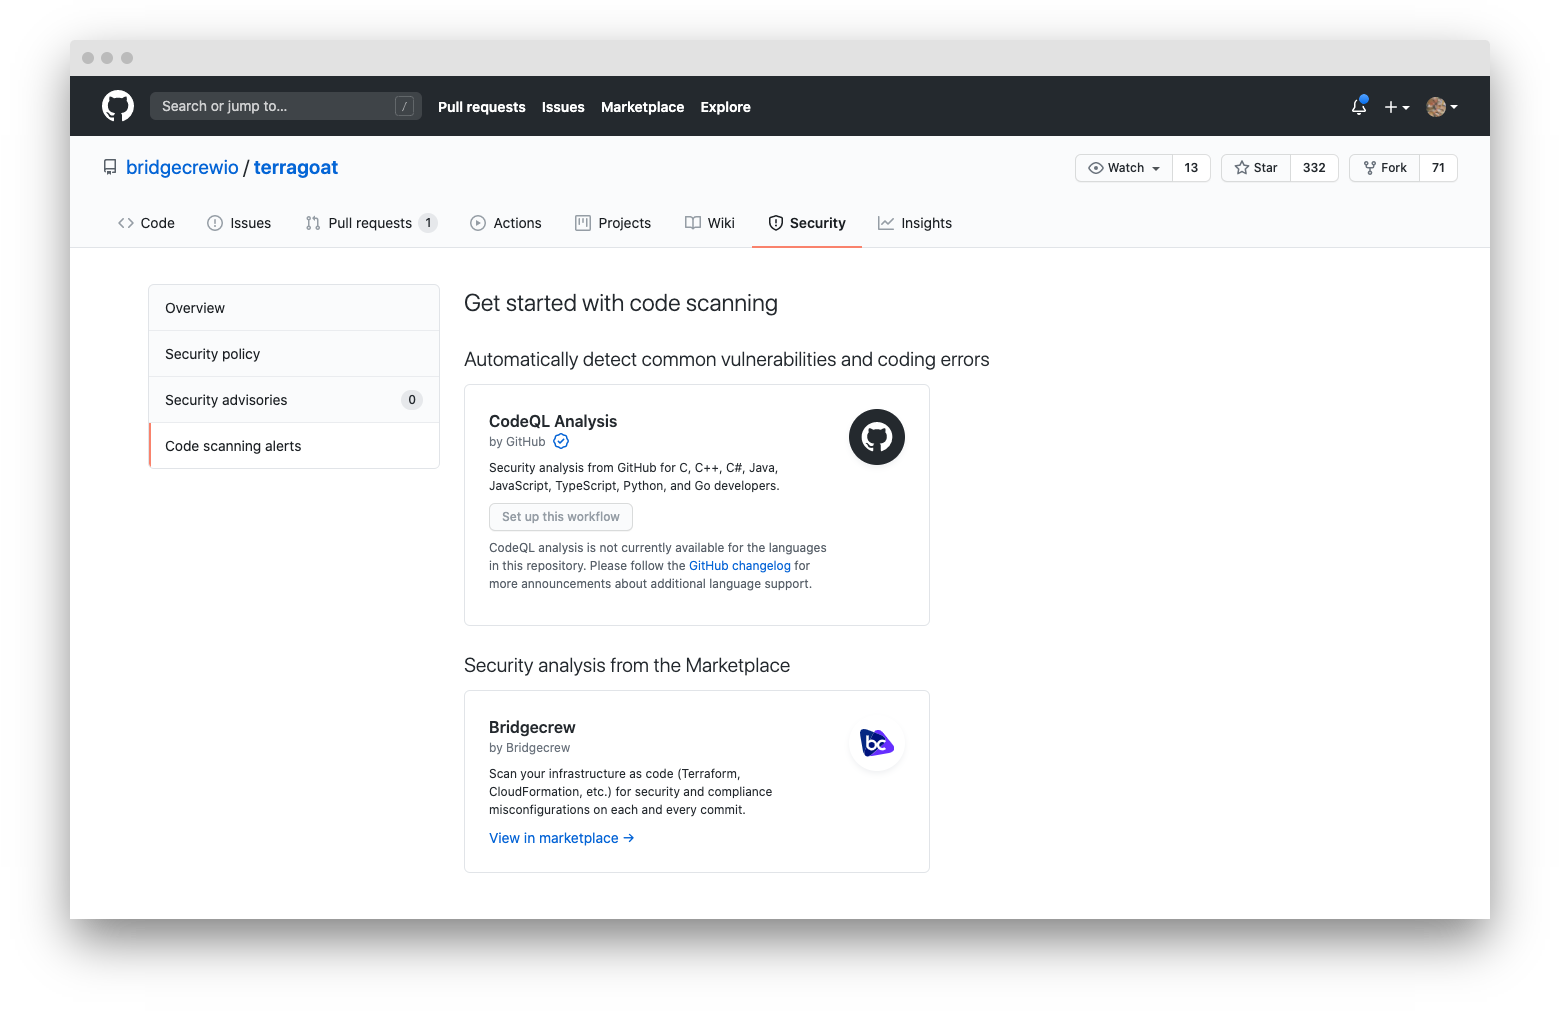 Search or jump to... /
Pull requests Issues Marketplace Explore
bridgecrewio / terragoat
Watch 13 Star 332 Fork 71
Code Issues Pull requests 1 Actions Projects Wiki Security Insights
Overview
Security policy
Security advisories 0
Code scanning alerts
Get started with code scanning
Automatically detect common vulnerabilities and coding errors
CodeQL Analysis
by GitHub
Security analysis from GitHub for C, C++, C#, Java,
JavaScript, TypeScript, Python, and Go developers.
Set up this workflow
CodeQL analysis is not currently available for the languages
in this repository. Please follow the GitHub changelog for
more announcements about additional language support.
Security analysis from the Marketplace
Bridgecrew
by Bridgecrew
bc
Scan your infrastructure as code (Terraform,
CloudFormation, etc.) for security and compliance
misconfigurations on each and every commit.
View in marketplace →